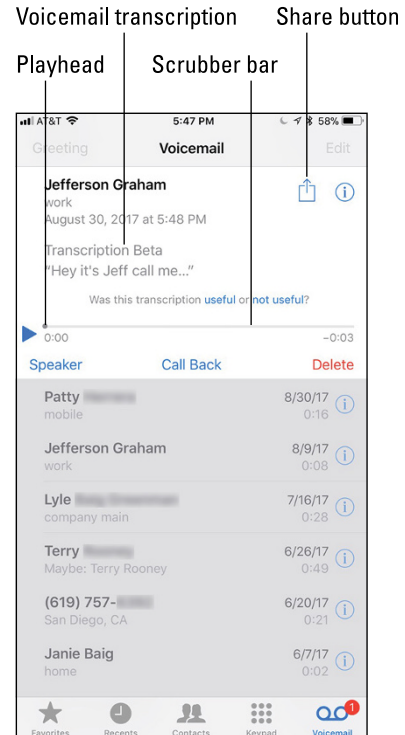 Voicemail transcription Share button
Playhead Scrubber bar
AT&T 5:47 PM 58%
Greeting Voicemail Edit
Jefferson Graham
work
August 30, 2017 at 5:48 PM
Transcription Beta
“Hey it's Jeff call me...”
Was this transcription useful or not useful?
0:00 −0:03
Speaker Call Back Delete
Patty 8/30/17
mobile 0:16
Jefferson Graham 8/9/17
work 0:08
Lyle 7/16/17
company main 0:28
Terry 6/26/17
Maybe: Terry Rooney 0:49
(619) 757- 6/20/17
San Diego, CA 0:21
Janie Baig 6/7/17
home 0:02
1
Favorites Recents Contacts Keypad Voicemail